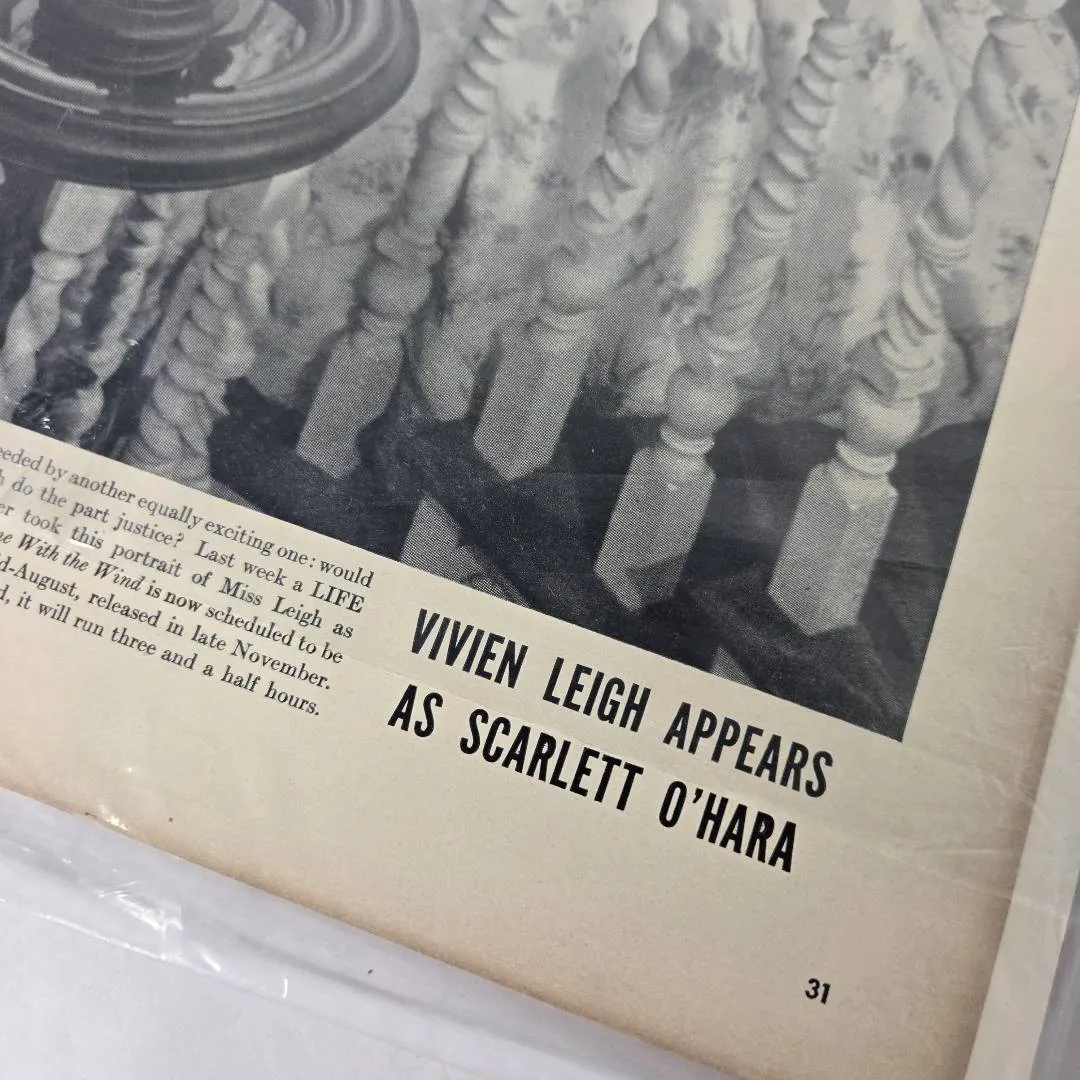 eeded by another equally exciting one: would
h do the part justice? Last week a LIFE
er took this portrait of Miss Leigh as
ne With the Wind is now scheduled to be
d-August, released in late November.
d, it will run three and a half hours.
VIVIEN LEIGH APPEARS
AS SCARLETT O'HARA
31